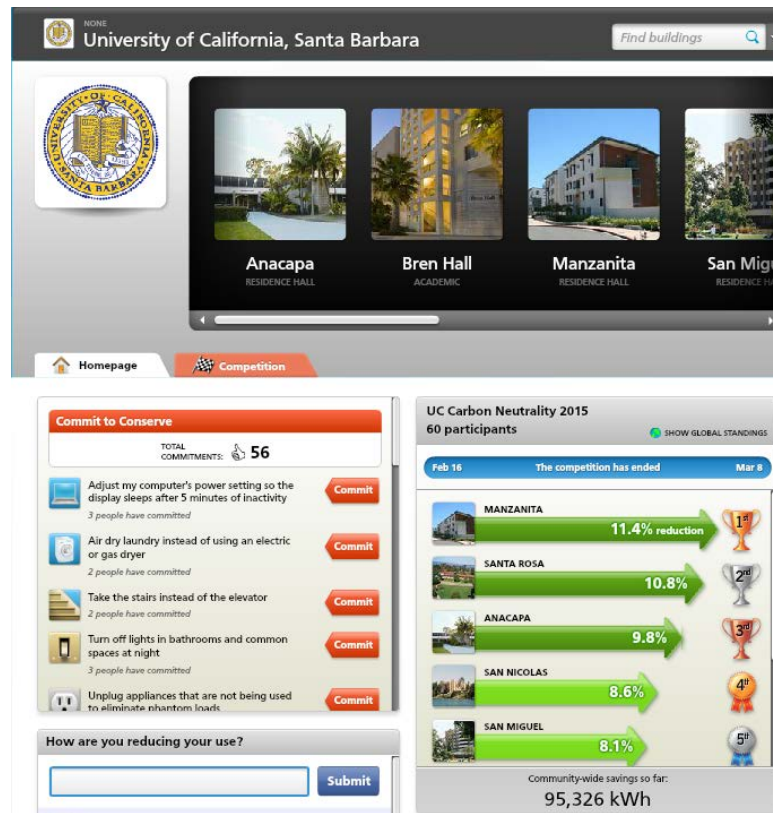 NONE
University of California, Santa Barbara
Find buildings
UNIVERSITY OF CALIFORNIA
SANTA BARBARA
Anacapa
RESIDENCE HALL
Bren Hall
ACADEMIC
Manzanita
RESIDENCE HALL
San Migu
RESIDENCE H
Homepage
Competition
Commit to Conserve
TOTAL
COMMITMENTS: 56
Adjust my computer's power setting so the
display sleeps after 5 minutes of inactivity
3 people have committed
Commit
Air dry laundry instead of using an electric
or gas dryer
2 people have committed
Commit
Take the stairs instead of the elevator
2 people have committed
Commit
Turn off lights in bathrooms and common
spaces at night
3 people have committed
Commit
Unplug appliances that are not being used
to eliminate phantom loads
Commit
How are you reducing your use?
Submit
UC Carbon Neutrality 2015
60 participants
SHOW GLOBAL STANDINGS
Feb 16 The competition has ended Mar 8
MANZANITA
11.4% reduction
1st
SANTA ROSA
10.8%
2nd
ANACAPA
9.8%
3rd
SAN NICOLAS
8.6%
4th
SAN MIGUEL
8.1%
5th
Community-wide savings so far:
95,326 kWh